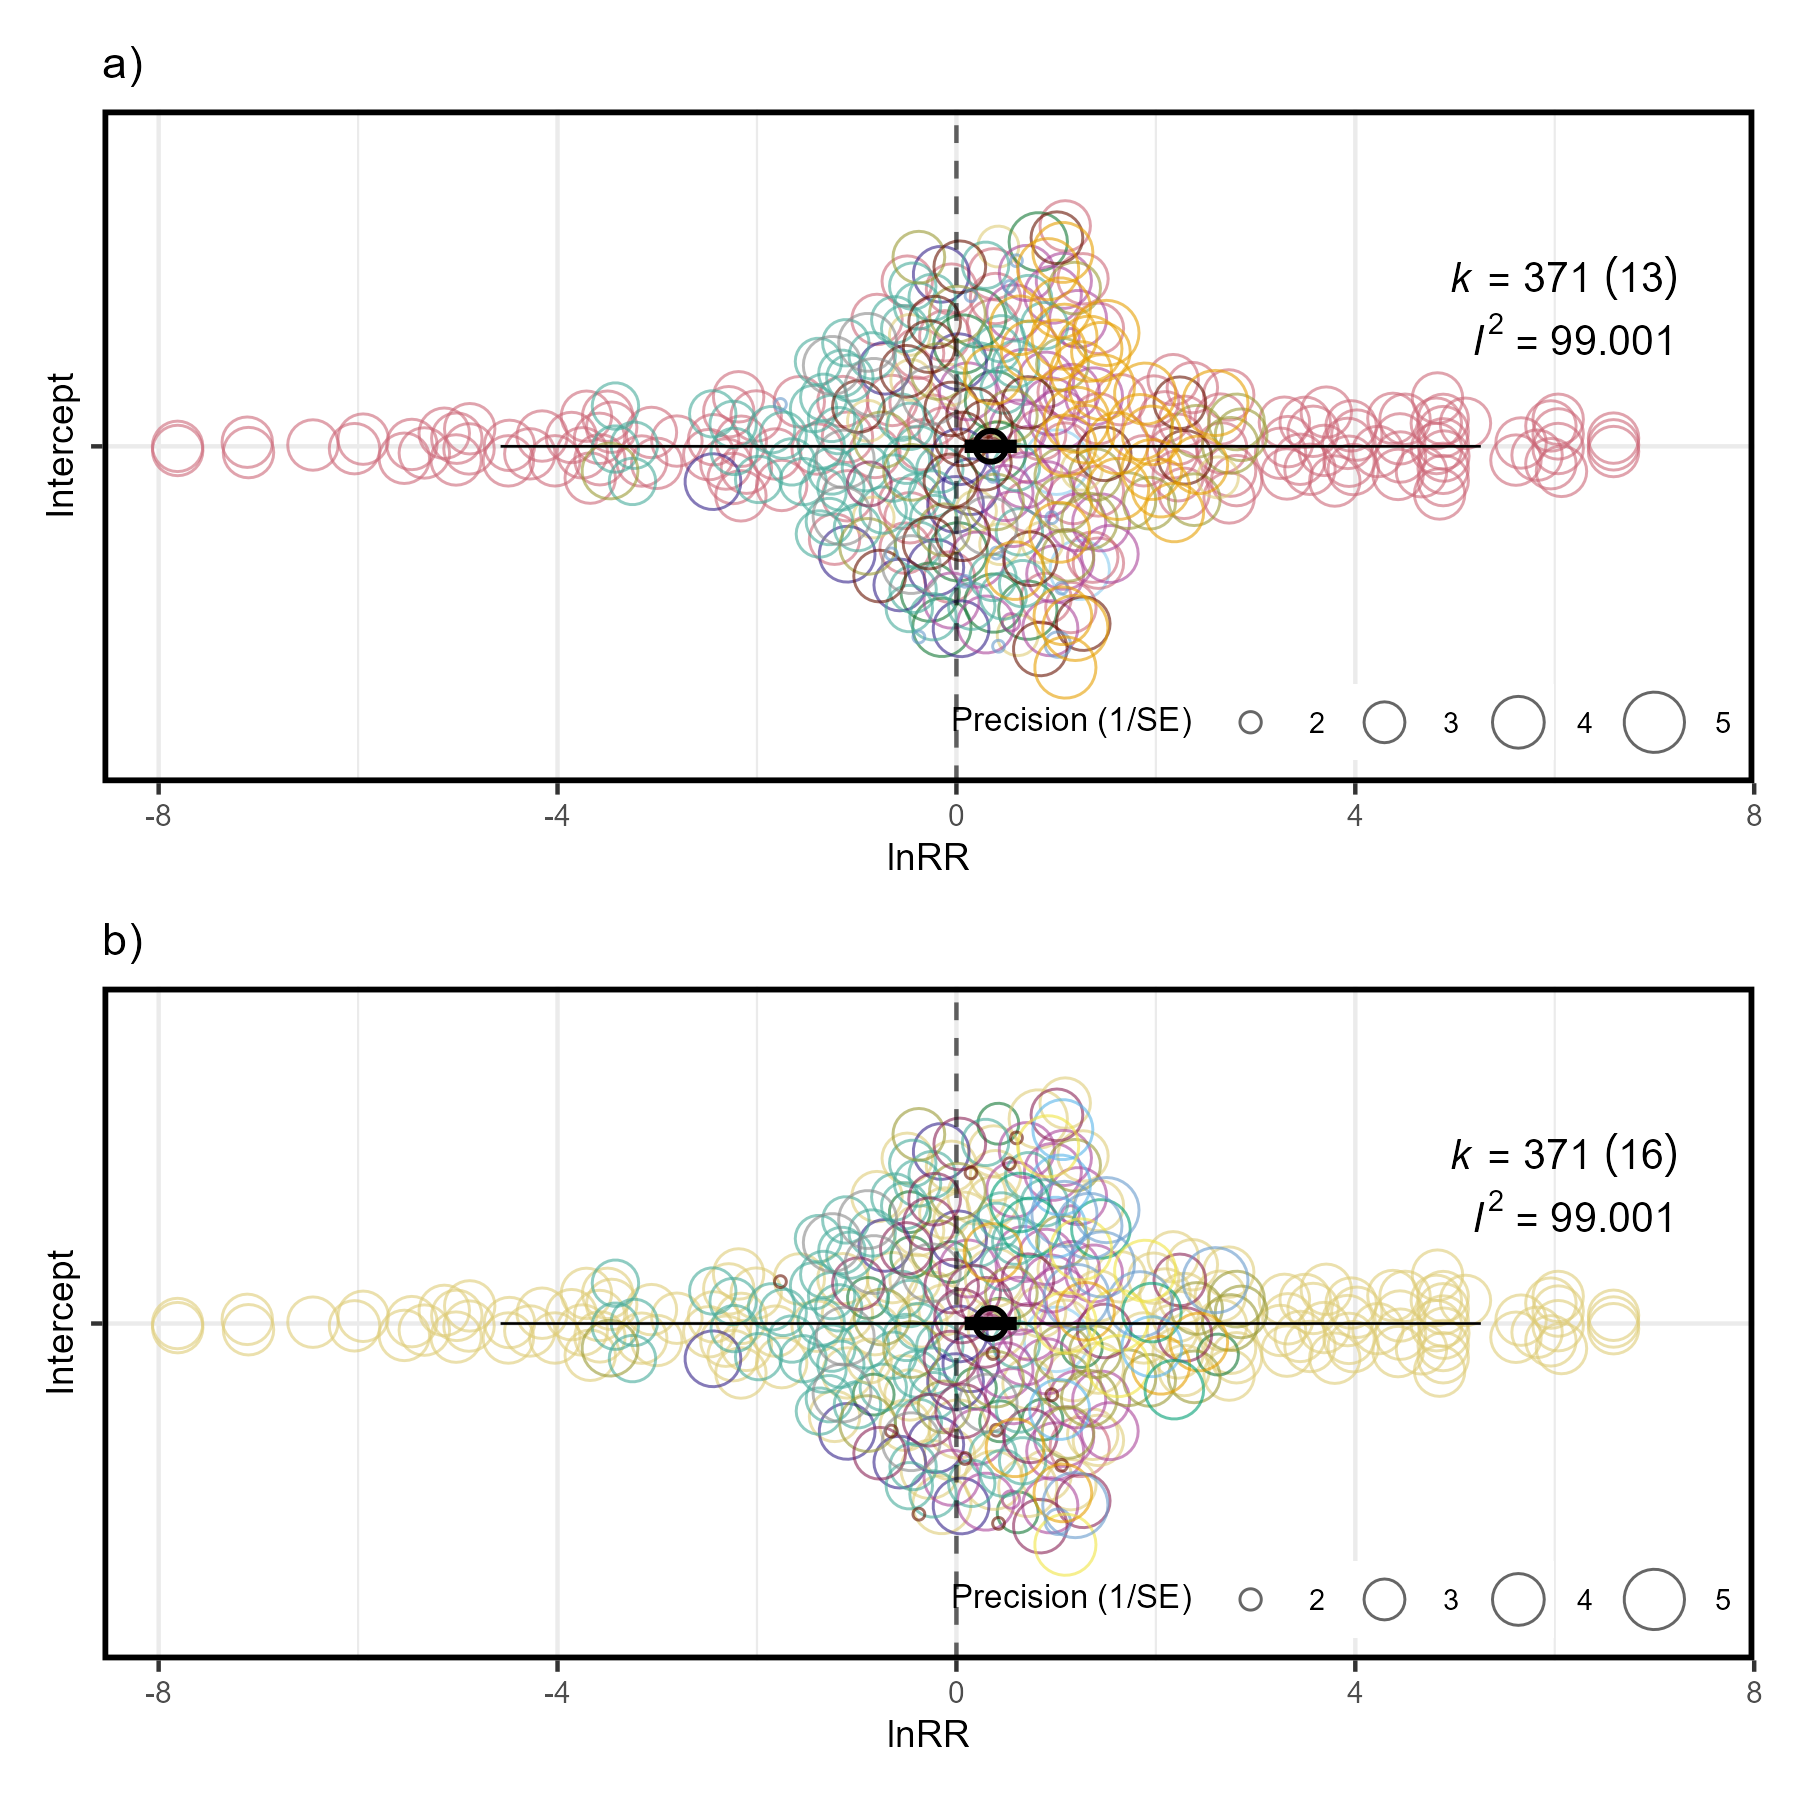 a)
Intercept
k = 371 (13)
I² = 99.001
Precision (1/SE) 2 3 4 5
-8 -4 0 4 8
lnRR
b)
Intercept
k = 371 (16)
I² = 99.001
Precision (1/SE) 2 3 4 5
-8 -4 0 4 8
lnRR